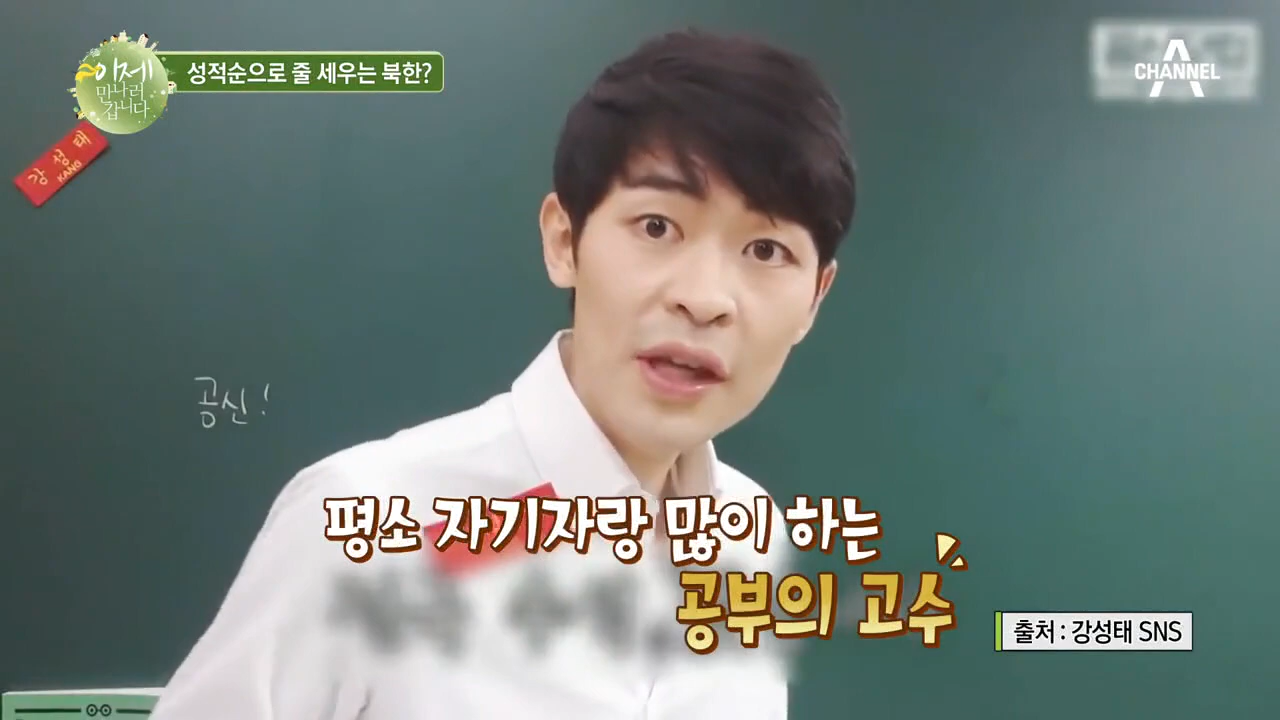 이제
만나러
갑니다
성적순으로 줄 세우는 북한?
CHANNEL A
강성태
KANG
공신!
평소 자기자랑 많이 하는
공부의 고수
출처 : 강성태 SNS